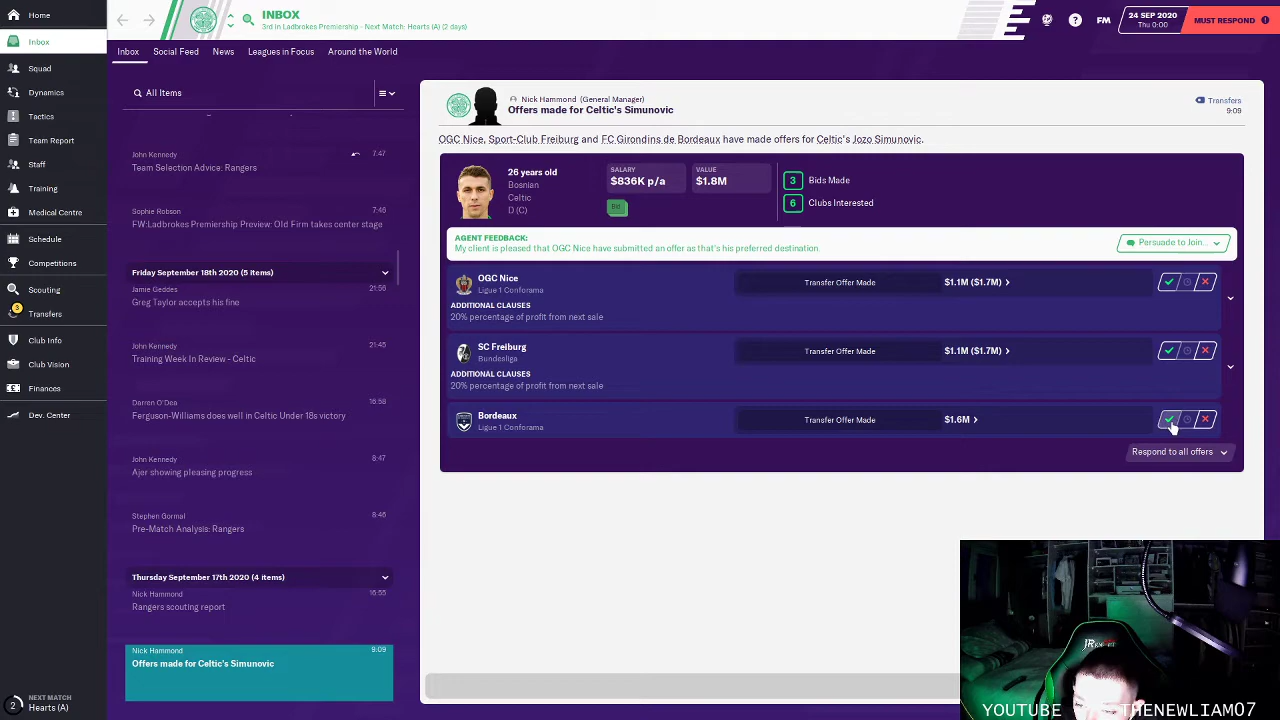 Home
INBOX
3rd in Ladbrokes Premiership - Next Match: Hearts (A) (2 days)
FM
24 SEP 2020
Thu 0:00
MUST RESPOND
Inbox
Squad
Dynamics
Tactics
Team Report
Staff
Training
Medical Centre
Schedule
Competitions
Scouting
3
Transfers
Club Info
Club Vision
Finances
Dev. Center
2
NEXT MATCH
Hearts (A)
Inbox Social Feed News Leagues in Focus Around the World
All Items
John Kennedy 7:47
Team Selection Advice: Rangers
Sophie Robson 7:46
FW:Ladbrokes Premiership Preview: Old Firm takes center stage
Friday September 18th 2020 (5 items)
Jamie Geddes 21:56
Greg Taylor accepts his fine
John Kennedy 21:45
Training Week In Review - Celtic
Darren O'Dea 16:58
Ferguson-Williams does well in Celtic Under 18s victory
John Kennedy 8:47
Ajer showing pleasing progress
Stephen Gormal 8:46
Pre-Match Analysis: Rangers
Thursday September 17th 2020 (4 items)
Nick Hammond 16:55
Rangers scouting report
Nick Hammond 9:09
Offers made for Celtic's Simunovic
Nick Hammond (General Manager)
Offers made for Celtic's Simunovic
Transfers
9:09
OGC Nice, Sport-Club Freiburg and FC Girondins de Bordeaux have made offers for Celtic's Jozo Simunovic.
26 years old
Bosnian
Celtic
D (C)
SALARY
$836K p/a
VALUE
$1.8M
Bid
3 Bids Made
6 Clubs Interested
AGENT FEEDBACK:
My client is pleased that OGC Nice have submitted an offer as that's his preferred destination.
Persuade to Join...
OGC Nice
Ligue 1 Conforama
Transfer Offer Made $1.1M ($1.7M)
ADDITIONAL CLAUSES
20% percentage of profit from next sale
SC Freiburg
Bundesliga
Transfer Offer Made $1.1M ($1.7M)
ADDITIONAL CLAUSES
20% percentage of profit from next sale
Bordeaux
Ligue 1 Conforama
Transfer Offer Made $1.6M
Respond to all offers
YOUTUBE THENEWLIAM07